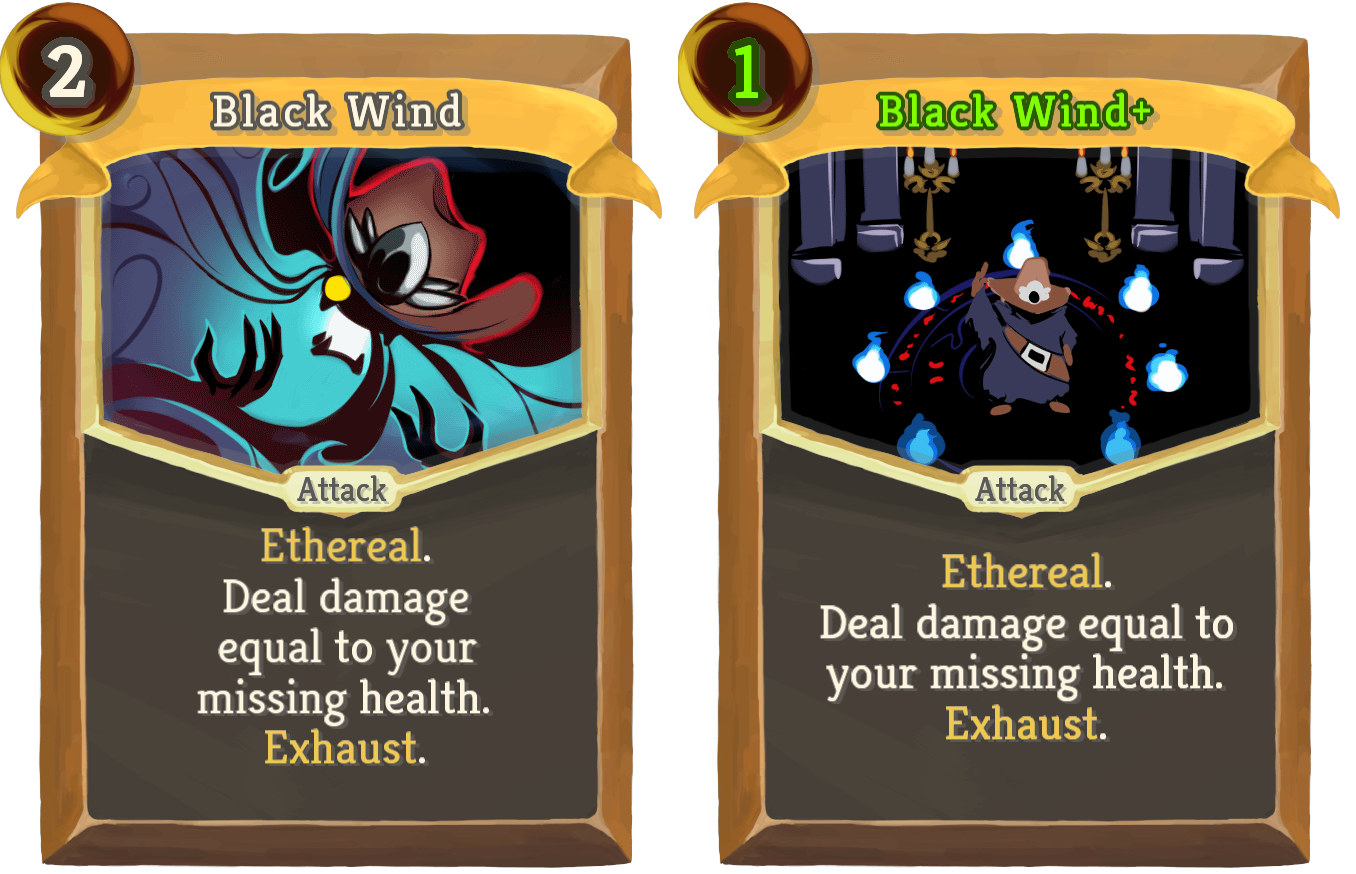 2
Black Wind
Attack
Ethereal.
Deal damage
equal to your
missing health.
Exhaust.
1
Black Wind+
Attack
Ethereal.
Deal damage equal to
your missing health.
Exhaust.